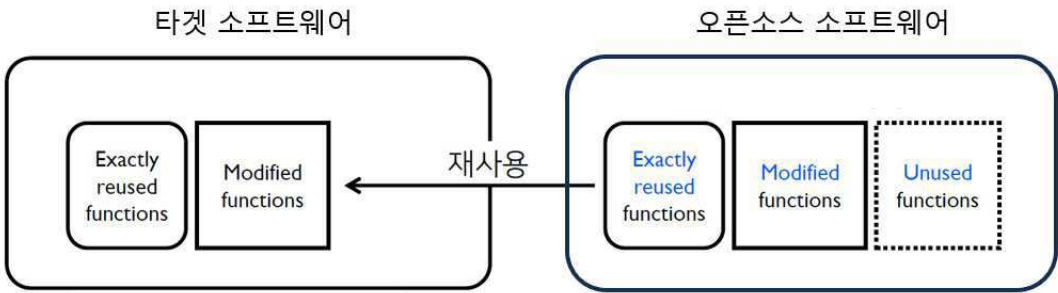 타겟 소프트웨어
오픈소스 소프트웨어
Exactly
reused
functions
Modified
functions
재사용
Exactly
reused
functions
Modified
functions
Unused
functions